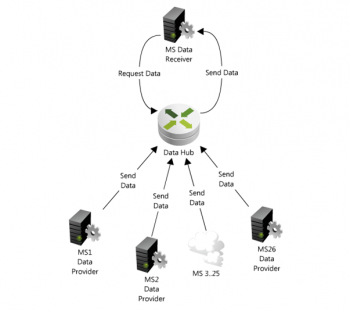 MS Data
Receiver
Request Data
Send Data
Data Hub
Send
Data
Send
Data
Send
Data
Send
Data
MS1
Data
Provider
MS2
Data
Provider
MS 3..25
MS26
Data
Provider